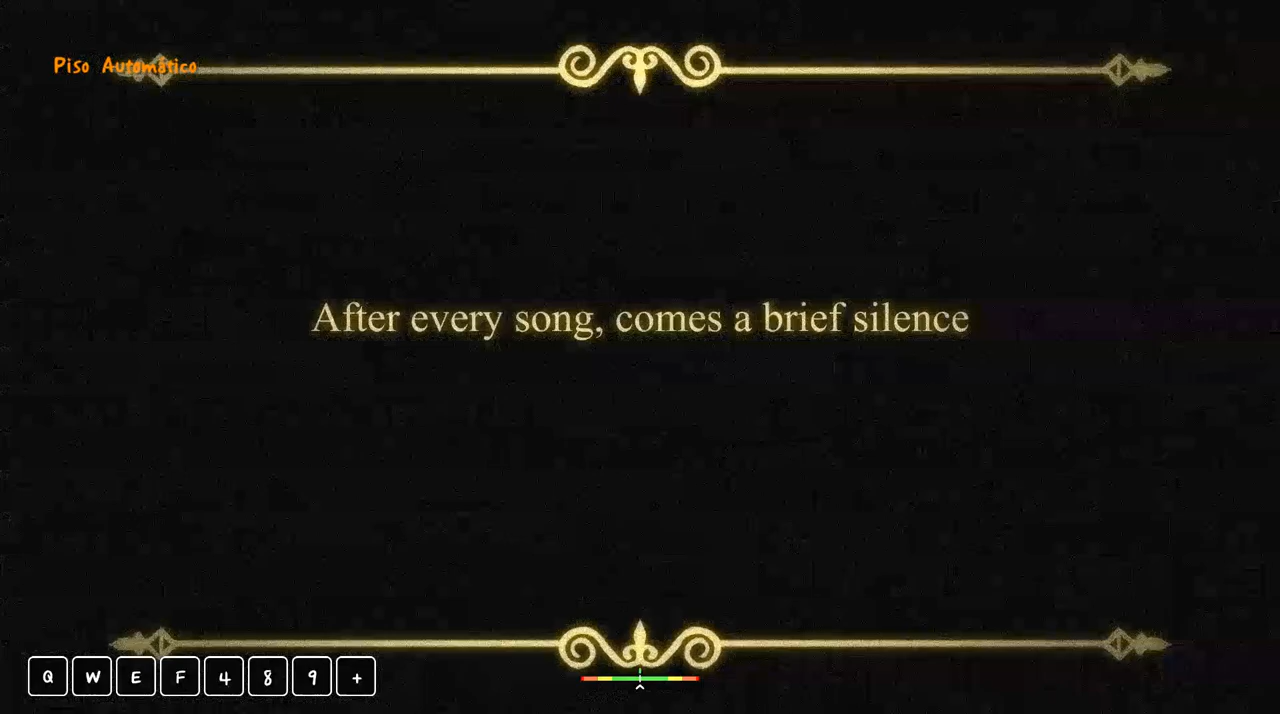 Piso Automático
After every song, comes a brief silence
Q W E F 4 8 9 +